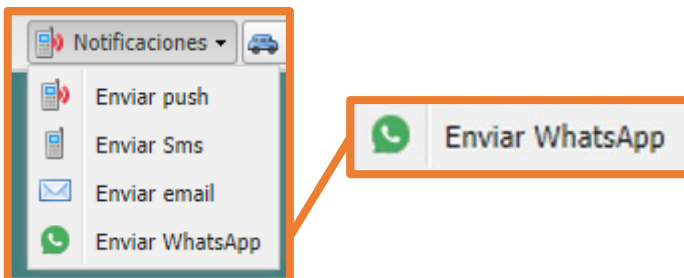 Notificaciones
Enviar push
Enviar Sms
Enviar email
Enviar WhatsApp
Enviar WhatsApp